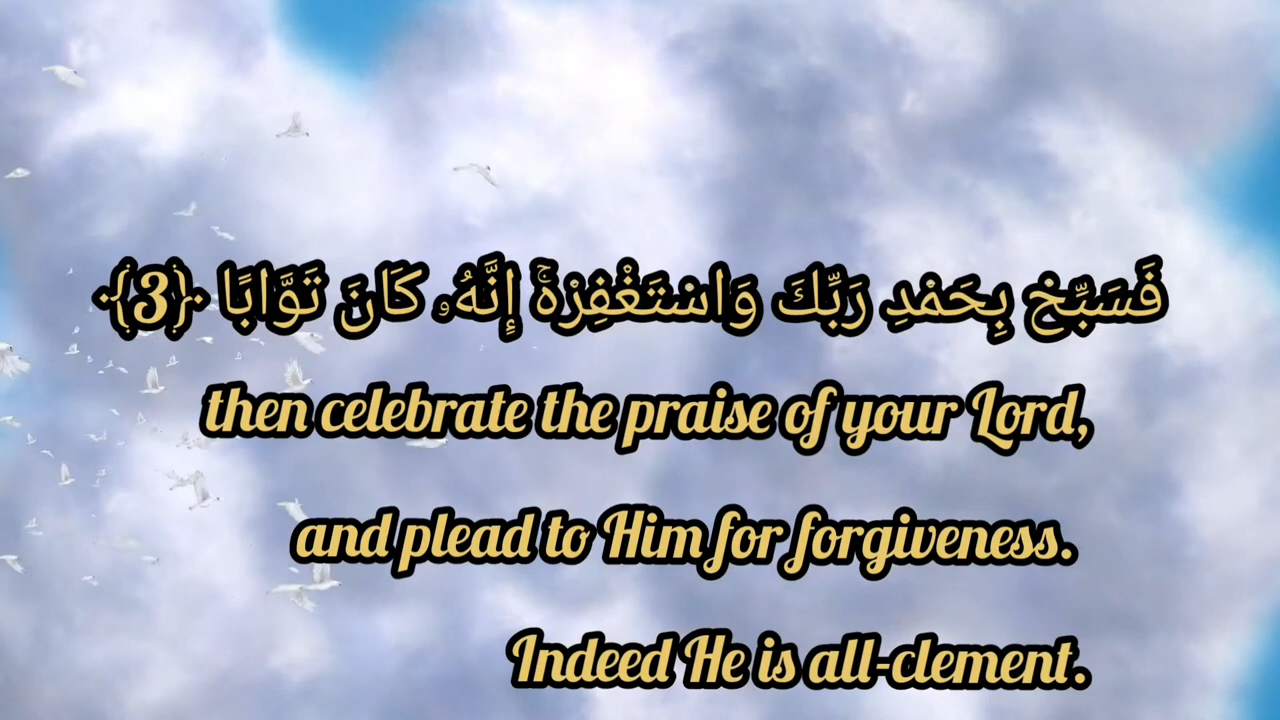 فَسَبِّحْ بِحَمْدِ رَبِّكَ وَاسْتَغْفِرْهُۚ إِنَّهُۥ كَانَ تَوَّابًا ·{3}·
then celebrate the praise of your Lord,
and plead to Him for forgiveness.
Indeed He is all-clement.